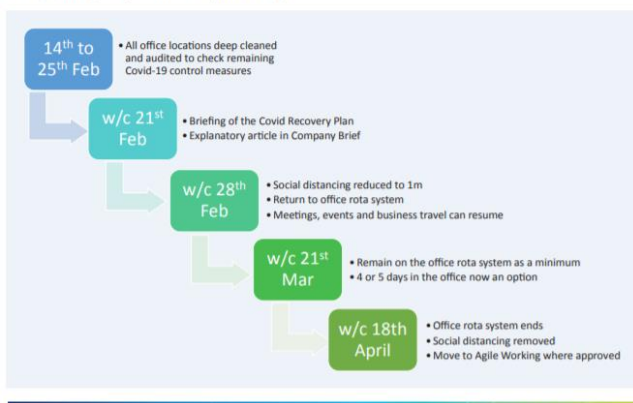 14th to
25th Feb
• All office locations deep cleaned
and audited to check remaining
Covid-19 control measures
w/c 21st
Feb
• Briefing of the Covid Recovery Plan
• Explanatory article in Company Brief
w/c 28th
Feb
• Social distancing reduced to 1m
• Return to office rota system
• Meetings, events and business travel can resume
w/c 21st
Mar
• Remain on the office rota system as a minimum
• 4 or 5 days in the office now an option
w/c 18th
April
• Office rota system ends
• Social distancing removed
• Move to Agile Working where approved